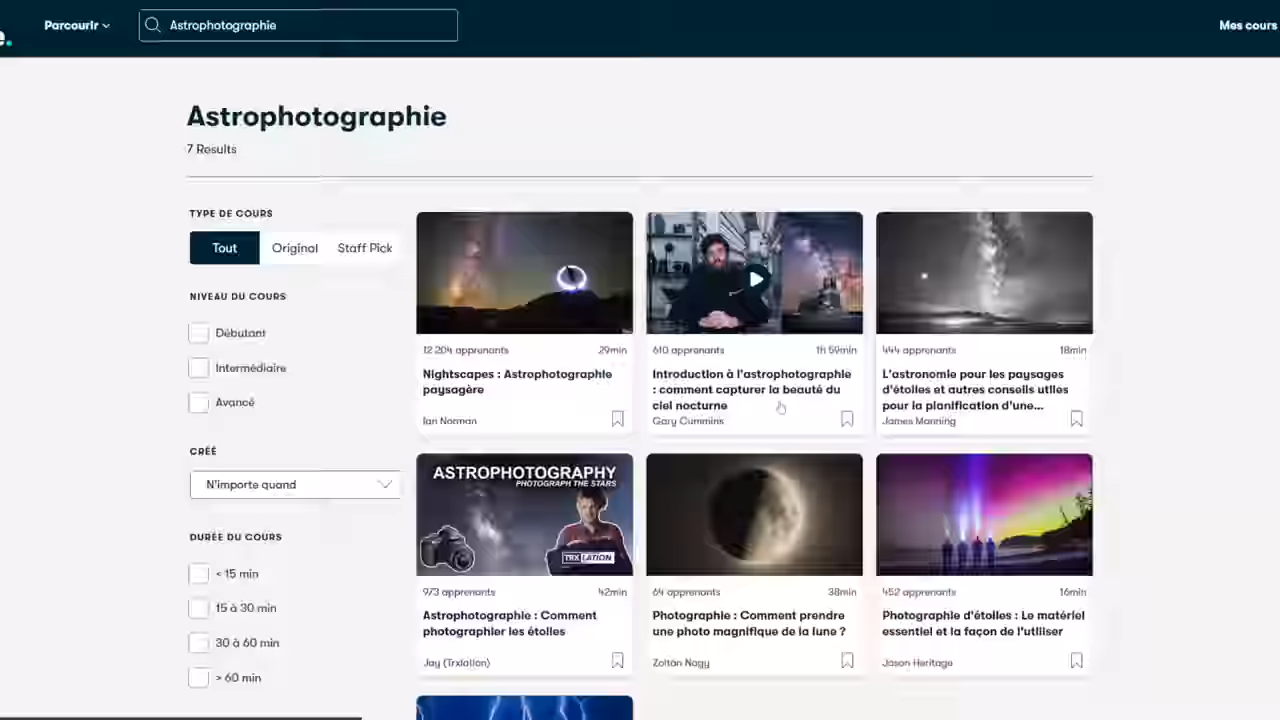 e.
Parcourir
Astrophotographie
Mes cours
Astrophotographie
7 Results
TYPE DE COURS
Tout
Original
Staff Pick
NIVEAU DU COURS
Débutant
Intermédiaire
Avancé
CRÉÉ
N'importe quand
DURÉE DU COURS
< 15 min
15 à 30 min
30 à 60 min
> 60 min
12 204 apprenants
29min
Nightscapes : Astrophotographie
paysagère
Ian Norman
610 apprenants
1h 59min
Introduction à l'astrophotographie
: comment capturer la beauté du
ciel nocturne
Gary Cummins
444 apprenants
18min
L'astronomie pour les paysages
d'étoiles et autres conseils utiles
pour la planification d'une...
James Manning
ASTROPHOTOGRAPHY
PHOTOGRAPH THE STARS
TRX LATION
973 apprenants
42min
Astrophotographie : Comment
photographier les étoiles
Jay (Trxlation)
64 apprenants
38min
Photographie : Comment prendre
une photo magnifique de la lune ?
Zoltán Nagy
452 apprenants
16min
Photographie d'étoiles : Le matériel
essentiel et la façon de l'utiliser
Jason Heritage